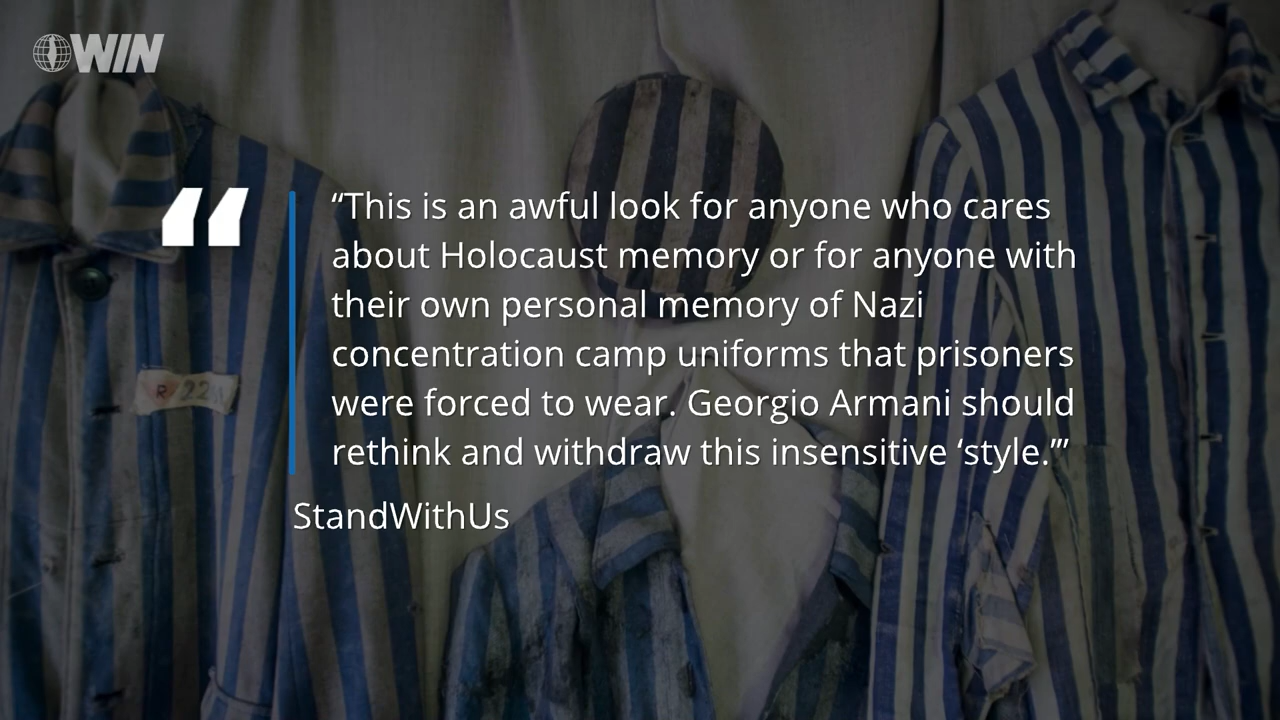 WIN
“This is an awful look for anyone who cares
about Holocaust memory or for anyone with
their own personal memory of Nazi
concentration camp uniforms that prisoners
were forced to wear. Georgio Armani should
rethink and withdraw this insensitive ‘style.’”
StandWithUs
R